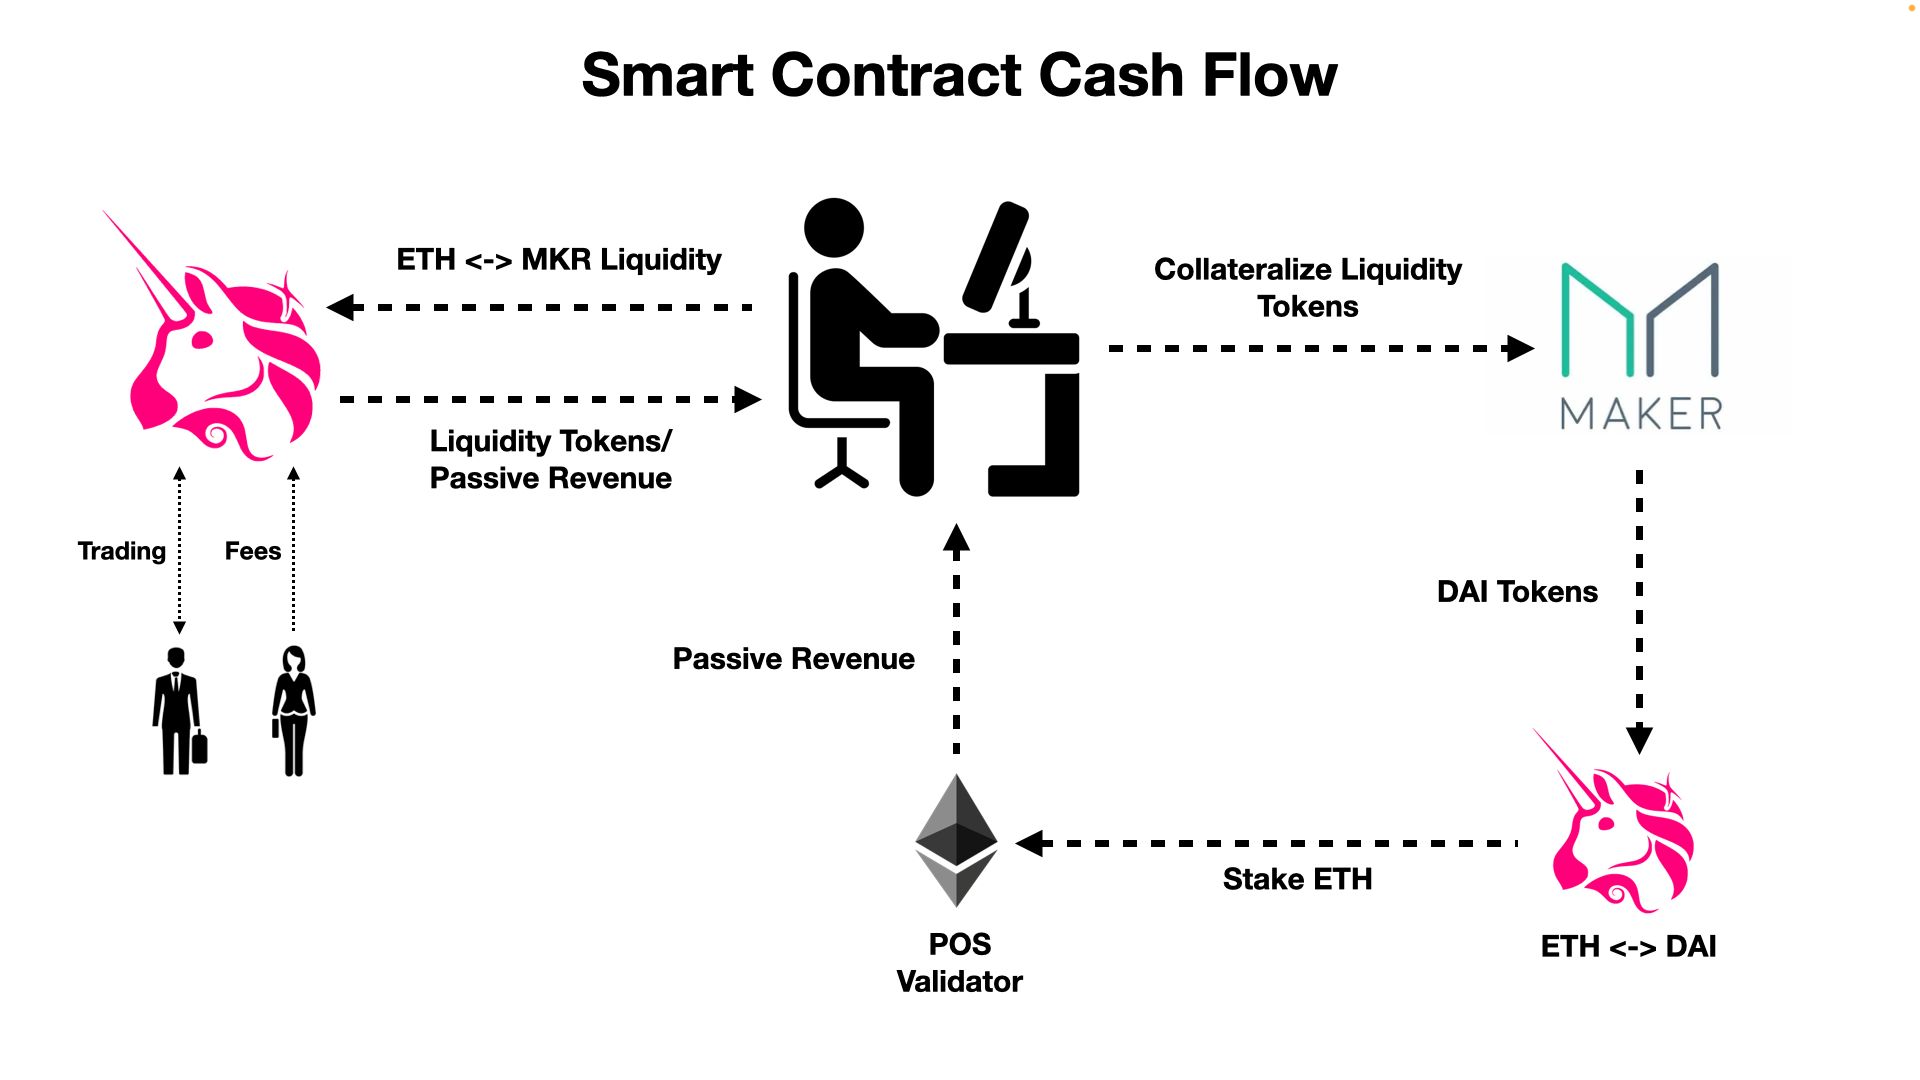 Smart Contract Cash Flow
ETH <-> MKR Liquidity
Collateralize Liquidity
Tokens
MAKER
Liquidity Tokens/
Passive Revenue
Trading
Fees
DAI Tokens
Passive Revenue
Stake ETH
POS
Validator
ETH <-> DAI